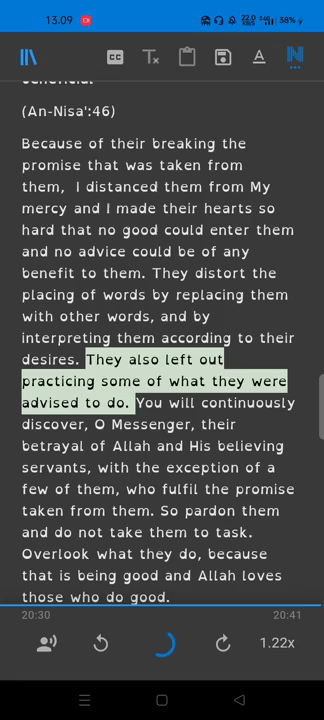 13.09
22.0
KB/S
38%
CC
T
A
N
beneficial
(An-Nisa':46)
Because of their breaking the
promise that was taken from
them,  I distanced them from My
mercy and I made their hearts so
hard that no good could enter them
and no advice could be of any
benefit to them. They distort the
placing of words by replacing them
with other words, and by
interpreting them according to their
desires. They also left out
practicing some of what they were
advised to do. You will continuously
discover, O Messenger, their
betrayal of Allah and His believing
servants, with the exception of a
few of them, who fulfil the promise
taken from them. So pardon them
and do not take them to task.
Overlook what they do, because
that is being good and Allah loves
those who do good.
20:30
20:41
1.22x